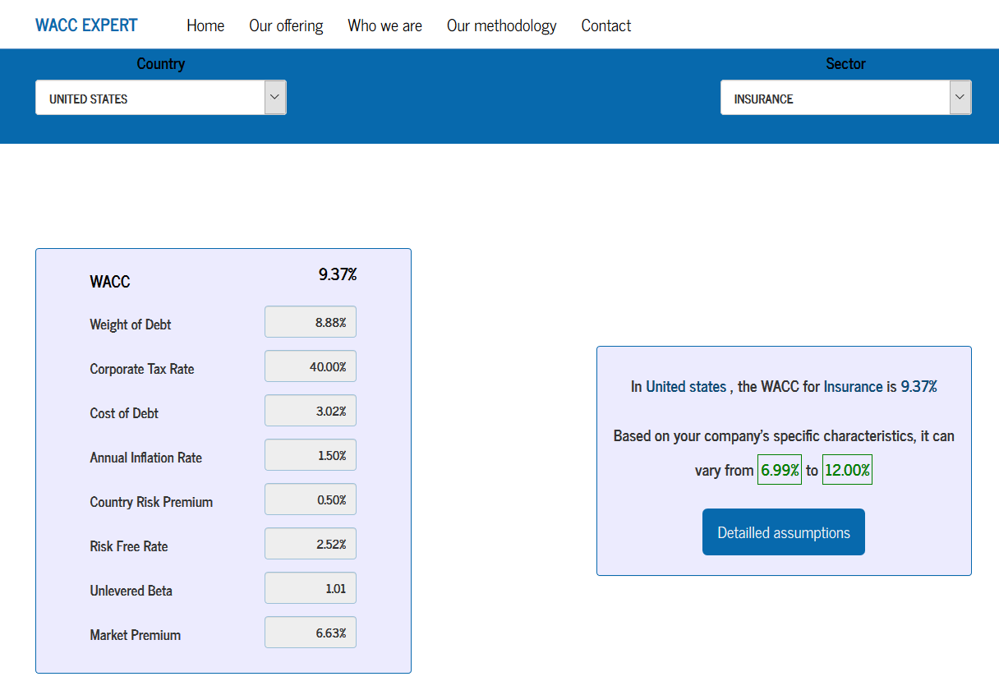 WACC EXPERT Home Our offering Who we are Our methodology Contact
Country Sector
UNITED STATES INSURANCE
WACC 9.37%
Weight of Debt 8.88%
Corporate Tax Rate 40.00%
Cost of Debt 3.02%
Annual Inflation Rate 1.50%
Country Risk Premium 0.50%
Risk Free Rate 2.52%
Unlevered Beta 1.01
Market Premium 6.63%
In United states , the WACC for Insurance is 9.37%
Based on your company's specific characteristics, it can
vary from 6.99% to 12.00%
Detailled assumptions